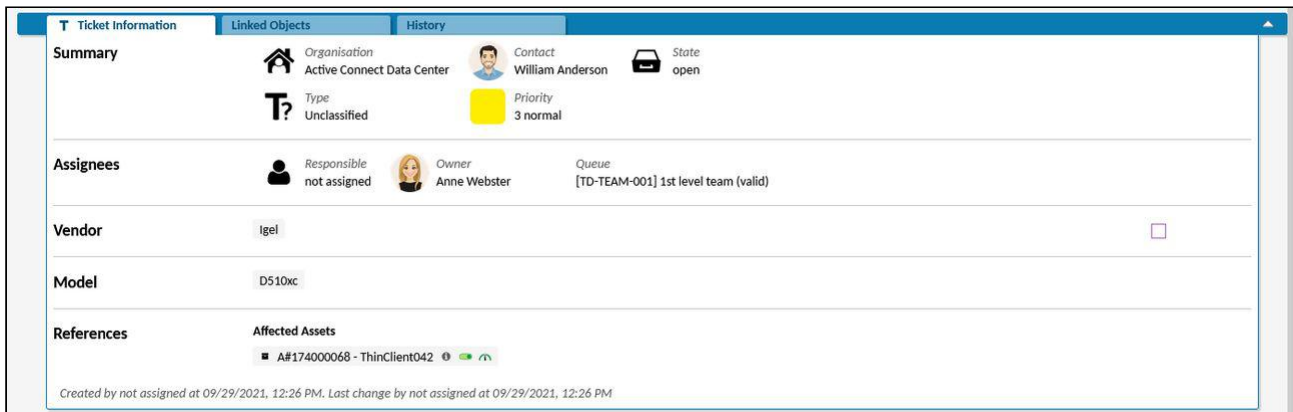 Ticket Information Linked Objects History
Summary
Organisation Contact State
Active Connect Data Center William Anderson open
Type Priority
Unclassified 3 normal
Assignees
Responsible Owner Queue
not assigned Anne Webster [TD-TEAM-001] 1st level team (valid)
Vendor Igel
Model D510xc
References Affected Assets
A#174000068 - ThinClient042
Created by not assigned at 09/29/2021, 12:26 PM. Last change by not assigned at 09/29/2021, 12:26 PM